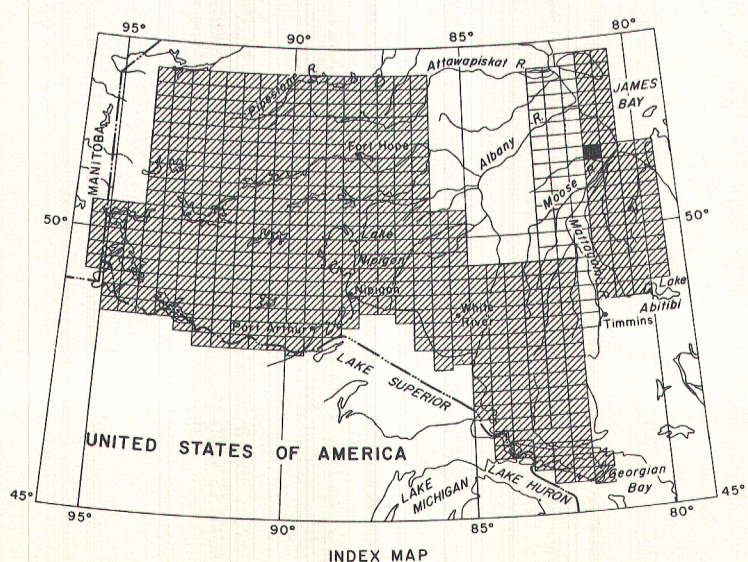 95°
90°
85°
80°
Pipestone R.
Attawapiskat R.
JAMES
BAY
MANITOBA
Fort Hope
Albany R.
Moose R.
Mattagami
50°
50°
Lake
Nipigon
Nipigon
White
River
Lake
Abitibi
Timmins
Port Arthur
LAKE SUPERIOR
UNITED STATES OF AMERICA
LAKE
MICHIGAN
LAKE HURON
Georgian
Bay
45°
45°
95°
90°
85°
80°
INDEX MAP